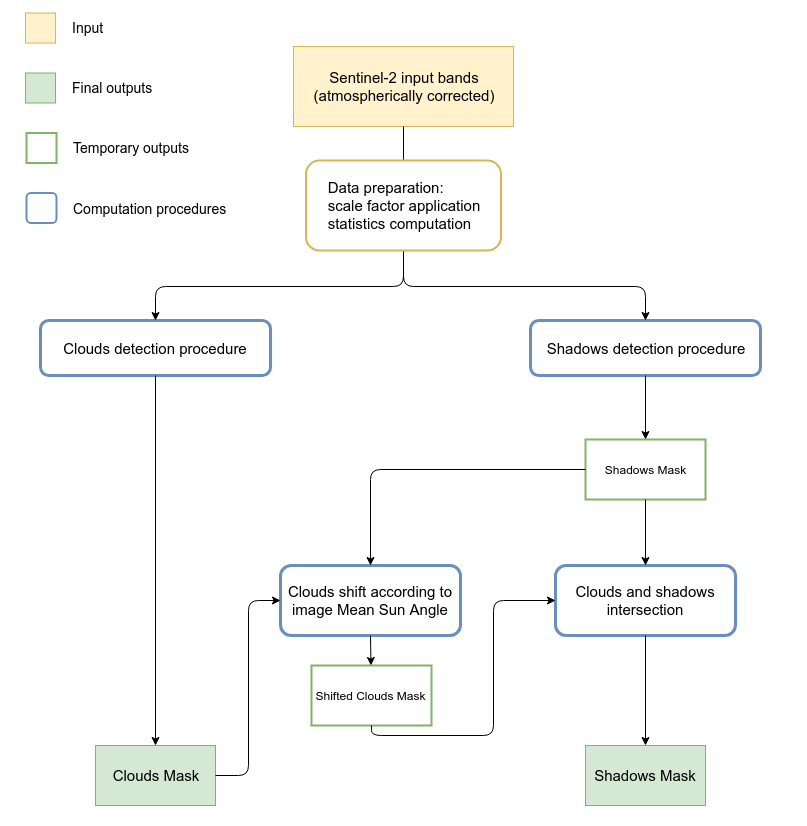 Input
Final outputs
Temporary outputs
Computation procedures
Sentinel-2 input bands
(atmospherically corrected)
Data preparation:
scale factor application
statistics computation
Clouds detection procedure
Shadows detection procedure
Shadows Mask
Clouds shift according to
image Mean Sun Angle
Clouds and shadows
intersection
Shifted Clouds Mask
Clouds Mask
Shadows Mask